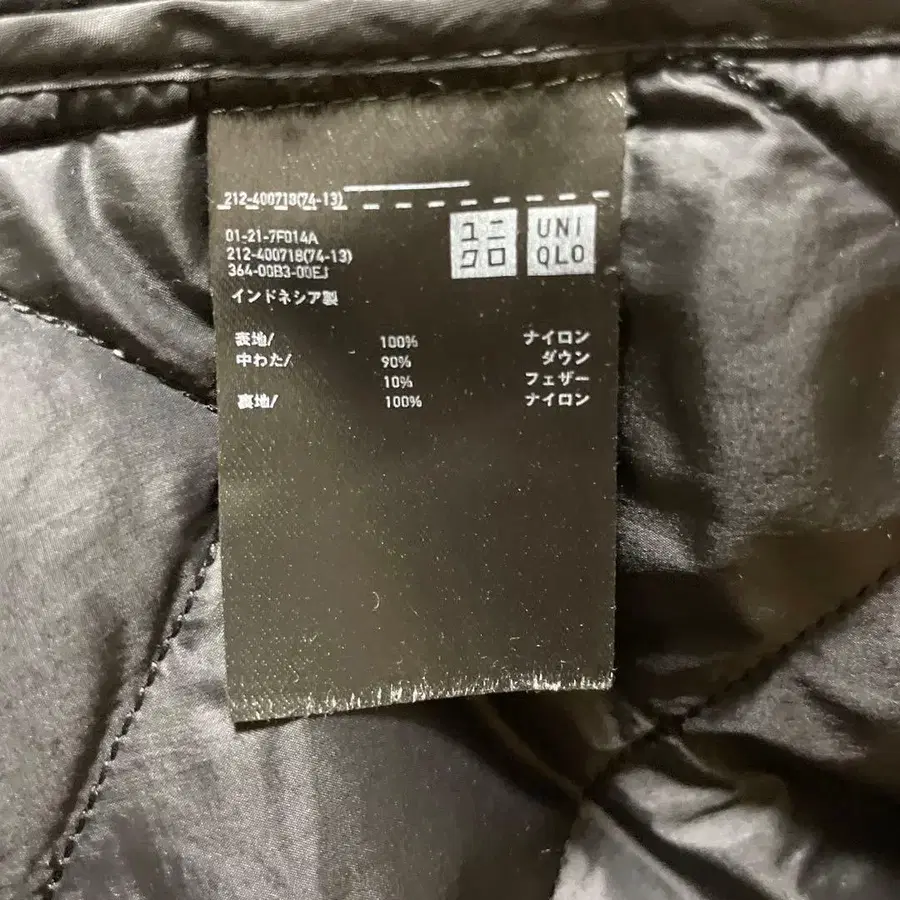 212-400718(74-13)
ユニクロ
UNIQLO
01-21-7F014A
212-400718(74-13)
364-00B3-00EJ
インドネシア製
表地/ 100% ナイロン
中わた/ 90% ダウン
10% フェザー
裏地/ 100% ナイロン